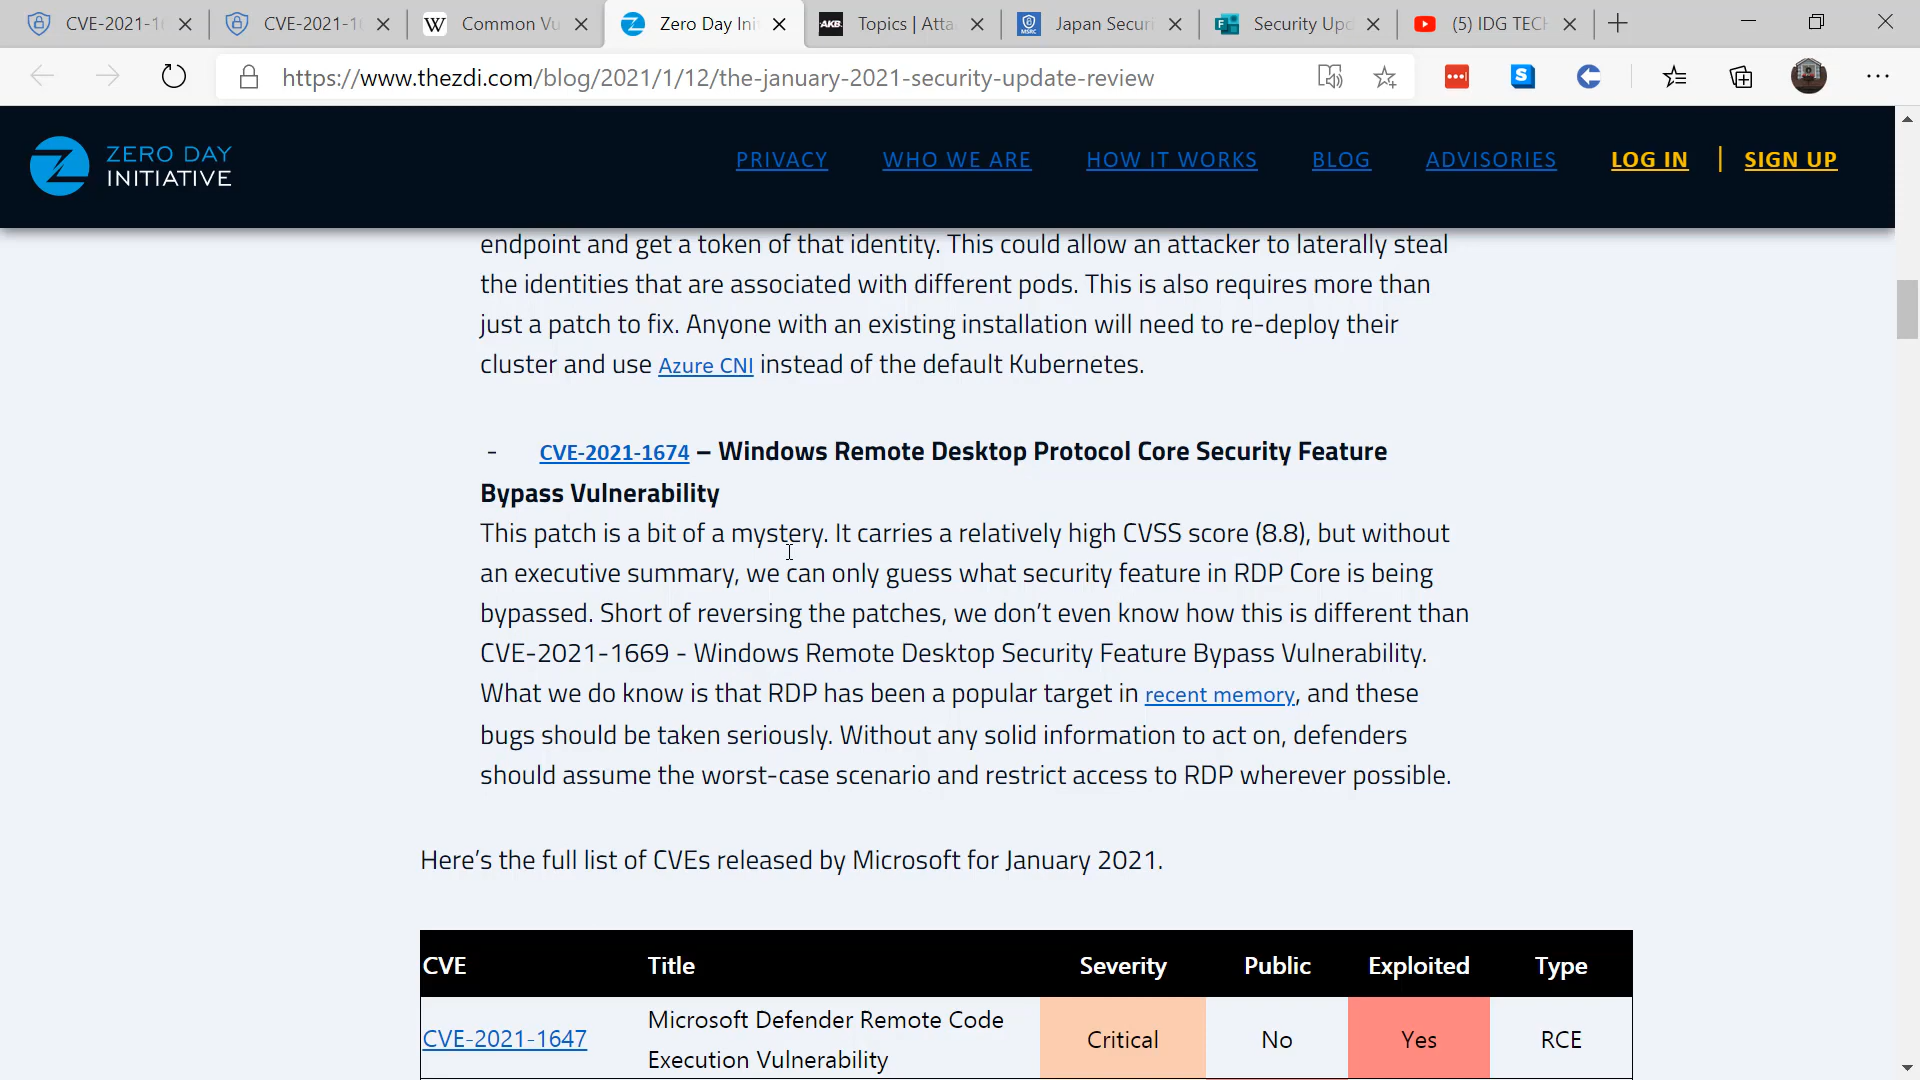 CVE-2021-1
CVE-2021-1
W Common Vu
Zero Day Ini
AKB Topics | Atta
MSRC Japan Securi
F Security Upd
(5) IDG TECH
https://www.thezdi.com/blog/2021/1/12/the-january-2021-security-update-review
S
ZERO DAY
INITIATIVE
PRIVACY WHO WE ARE HOW IT WORKS BLOG ADVISORIES LOG IN | SIGN UP
endpoint and get a token of that identity. This could allow an attacker to laterally steal
the identities that are associated with different pods. This is also requires more than
just a patch to fix. Anyone with an existing installation will need to re-deploy their
cluster and use Azure CNI instead of the default Kubernetes.
- CVE-2021-1674 – Windows Remote Desktop Protocol Core Security Feature
Bypass Vulnerability
This patch is a bit of a mystery. It carries a relatively high CVSS score (8.8), but without
an executive summary, we can only guess what security feature in RDP Core is being
bypassed. Short of reversing the patches, we don’t even know how this is different than
CVE-2021-1669 - Windows Remote Desktop Security Feature Bypass Vulnerability.
What we do know is that RDP has been a popular target in recent memory, and these
bugs should be taken seriously. Without any solid information to act on, defenders
should assume the worst-case scenario and restrict access to RDP wherever possible.
Here’s the full list of CVEs released by Microsoft for January 2021.
CVE Title Severity Public Exploited Type
CVE-2021-1647 Microsoft Defender Remote Code Execution Vulnerability Critical No Yes RCE